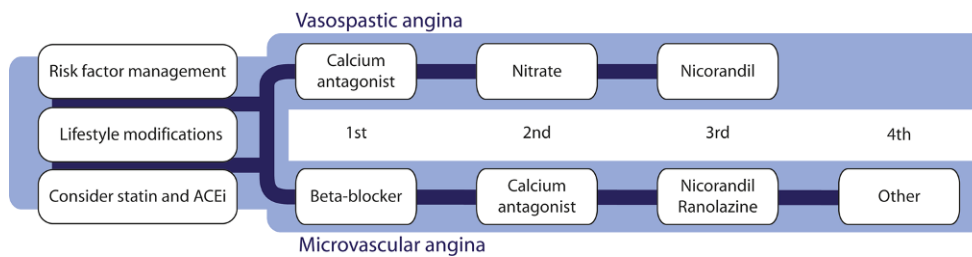 Vasospastic angina
Risk factor management
Lifestyle modifications
Consider statin and ACEi
Calcium
antagonist
Nitrate
Nicorandil
1st
2nd
3rd
4th
Beta-blocker
Calcium
antagonist
Nicorandil
Ranolazine
Other
Microvascular angina